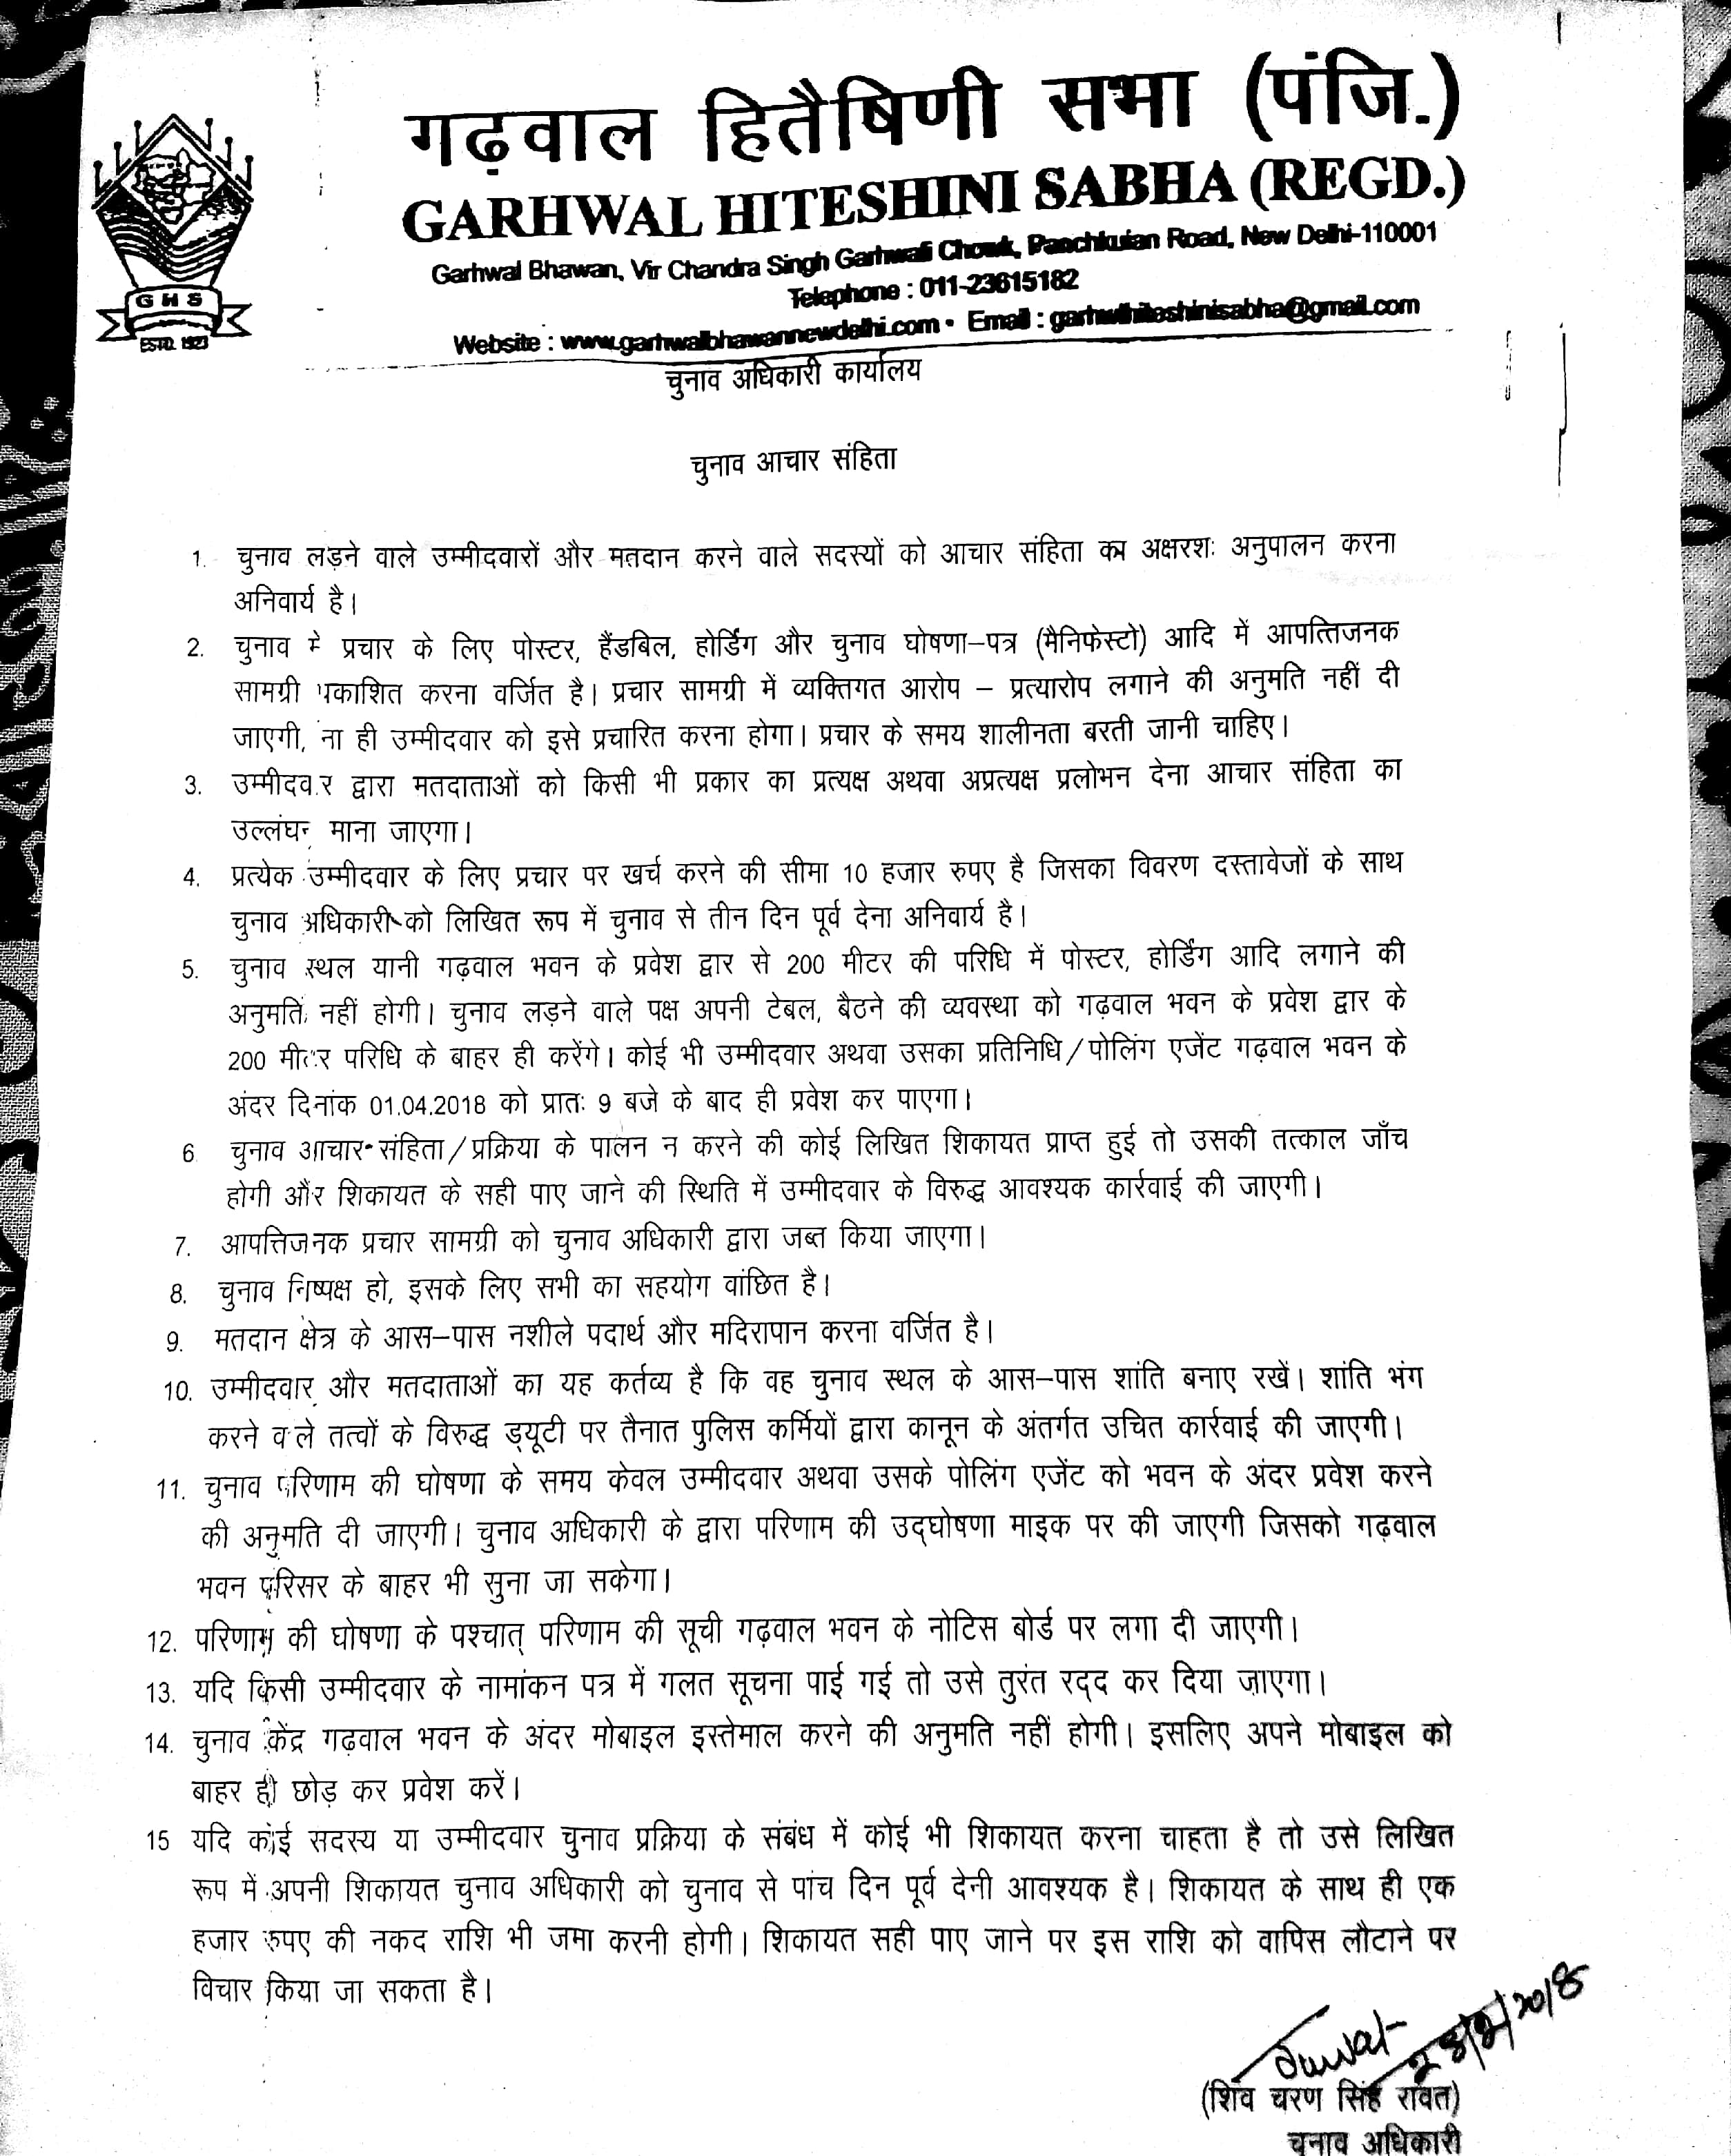 गढ़वाल हितैषिणी सभा (पंजि.)
GARHWAL HITESHINI SABHA (REGD.)
Garhwal Bhawan, Vir Chandra Singh Garhwali Chowk, Panchkuian Road, New Delhi-110001
Telephone : 011-23615182
Website : www.garhwalbhawannewdelhi.com • Email : garhwalhiteshinisabha@gmail.com
GHS
ESTD. 1923
चुनाव अधिकारी कार्यालय
चुनाव आचार संहिता
1. चुनाव लड़ने वाले उम्मीदवारों और मतदान करने वाले सदस्यों को आचार संहिता का अक्षरशः अनुपालन करना
अनिवार्य है।
2. चुनाव में प्रचार के लिए पोस्टर, हैंडबिल, होर्डिंग और चुनाव घोषणा–पत्र (मैनिफेस्टो) आदि में आपत्तिजनक
सामग्री प्रकाशित करना वर्जित है। प्रचार सामग्री में व्यक्तिगत आरोप – प्रत्यारोप लगाने की अनुमति नहीं दी
जाएगी, ना ही उम्मीदवार को इसे प्रचारित करना होगा। प्रचार के समय शालीनता बरती जानी चाहिए।
3. उम्मीदवार द्वारा मतदाताओं को किसी भी प्रकार का प्रत्यक्ष अथवा अप्रत्यक्ष प्रलोभन देना आचार संहिता का
उल्लंघन माना जाएगा।
4. प्रत्येक उम्मीदवार के लिए प्रचार पर खर्च करने की सीमा 10 हजार रुपए है जिसका विवरण दस्तावेजों के साथ
चुनाव अधिकारी को लिखित रूप में चुनाव से तीन दिन पूर्व देना अनिवार्य है।
5. चुनाव स्थल यानी गढ़वाल भवन के प्रवेश द्वार से 200 मीटर की परिधि में पोस्टर, होर्डिंग आदि लगाने की
अनुमति नहीं होगी। चुनाव लड़ने वाले पक्ष अपनी टेबल, बैठने की व्यवस्था को गढ़वाल भवन के प्रवेश द्वार के
200 मीटर परिधि के बाहर ही करेंगे। कोई भी उम्मीदवार अथवा उसका प्रतिनिधि/पोलिंग एजेंट गढ़वाल भवन के
अंदर दिनांक 01.04.2018 को प्रातः 9 बजे के बाद ही प्रवेश कर पाएगा।
6. चुनाव आचार संहिता/प्रक्रिया के पालन न करने की कोई लिखित शिकायत प्राप्त हुई तो उसकी तत्काल जाँच
होगी और शिकायत के सही पाए जाने की स्थिति में उम्मीदवार के विरुद्ध आवश्यक कार्रवाई की जाएगी।
7. आपत्तिजनक प्रचार सामग्री को चुनाव अधिकारी द्वारा जब्त किया जाएगा।
8. चुनाव निष्पक्ष हो, इसके लिए सभी का सहयोग वांछित है।
9. मतदान क्षेत्र के आस–पास नशीले पदार्थ और मदिरापान करना वर्जित है।
10. उम्मीदवार और मतदाताओं का यह कर्तव्य है कि वह चुनाव स्थल के आस–पास शांति बनाए रखें। शांति भंग
करने वाले तत्वों के विरुद्ध ड्यूटी पर तैनात पुलिस कर्मियों द्वारा कानून के अंतर्गत उचित कार्रवाई की जाएगी।
11. चुनाव परिणाम की घोषणा के समय केवल उम्मीदवार अथवा उसके पोलिंग एजेंट को भवन के अंदर प्रवेश करने
की अनुमति दी जाएगी। चुनाव अधिकारी के द्वारा परिणाम की उद्घोषणा माइक पर की जाएगी जिसको गढ़वाल
भवन परिसर के बाहर भी सुना जा सकेगा।
12. परिणाम की घोषणा के पश्चात् परिणाम की सूची गढ़वाल भवन के नोटिस बोर्ड पर लगा दी जाएगी।
13. यदि किसी उम्मीदवार के नामांकन पत्र में गलत सूचना पाई गई तो उसे तुरंत रद्द कर दिया जाएगा।
14. चुनाव केंद्र गढ़वाल भवन के अंदर मोबाइल इस्तेमाल करने की अनुमति नहीं होगी। इसलिए अपने मोबाइल को
बाहर ही छोड़ कर प्रवेश करें।
15 यदि कोई सदस्य या उम्मीदवार चुनाव प्रक्रिया के संबंध में कोई भी शिकायत करना चाहता है तो उसे लिखित
रूप में अपनी शिकायत चुनाव अधिकारी को चुनाव से पांच दिन पूर्व देनी आवश्यक है। शिकायत के साथ ही एक
हजार रुपए की नकद राशि भी जमा करनी होगी। शिकायत सही पाए जाने पर इस राशि को वापिस लौटाने पर
विचार किया जा सकता है।
(शिव चरण सिंह रावत)
चुनाव अधिकारी